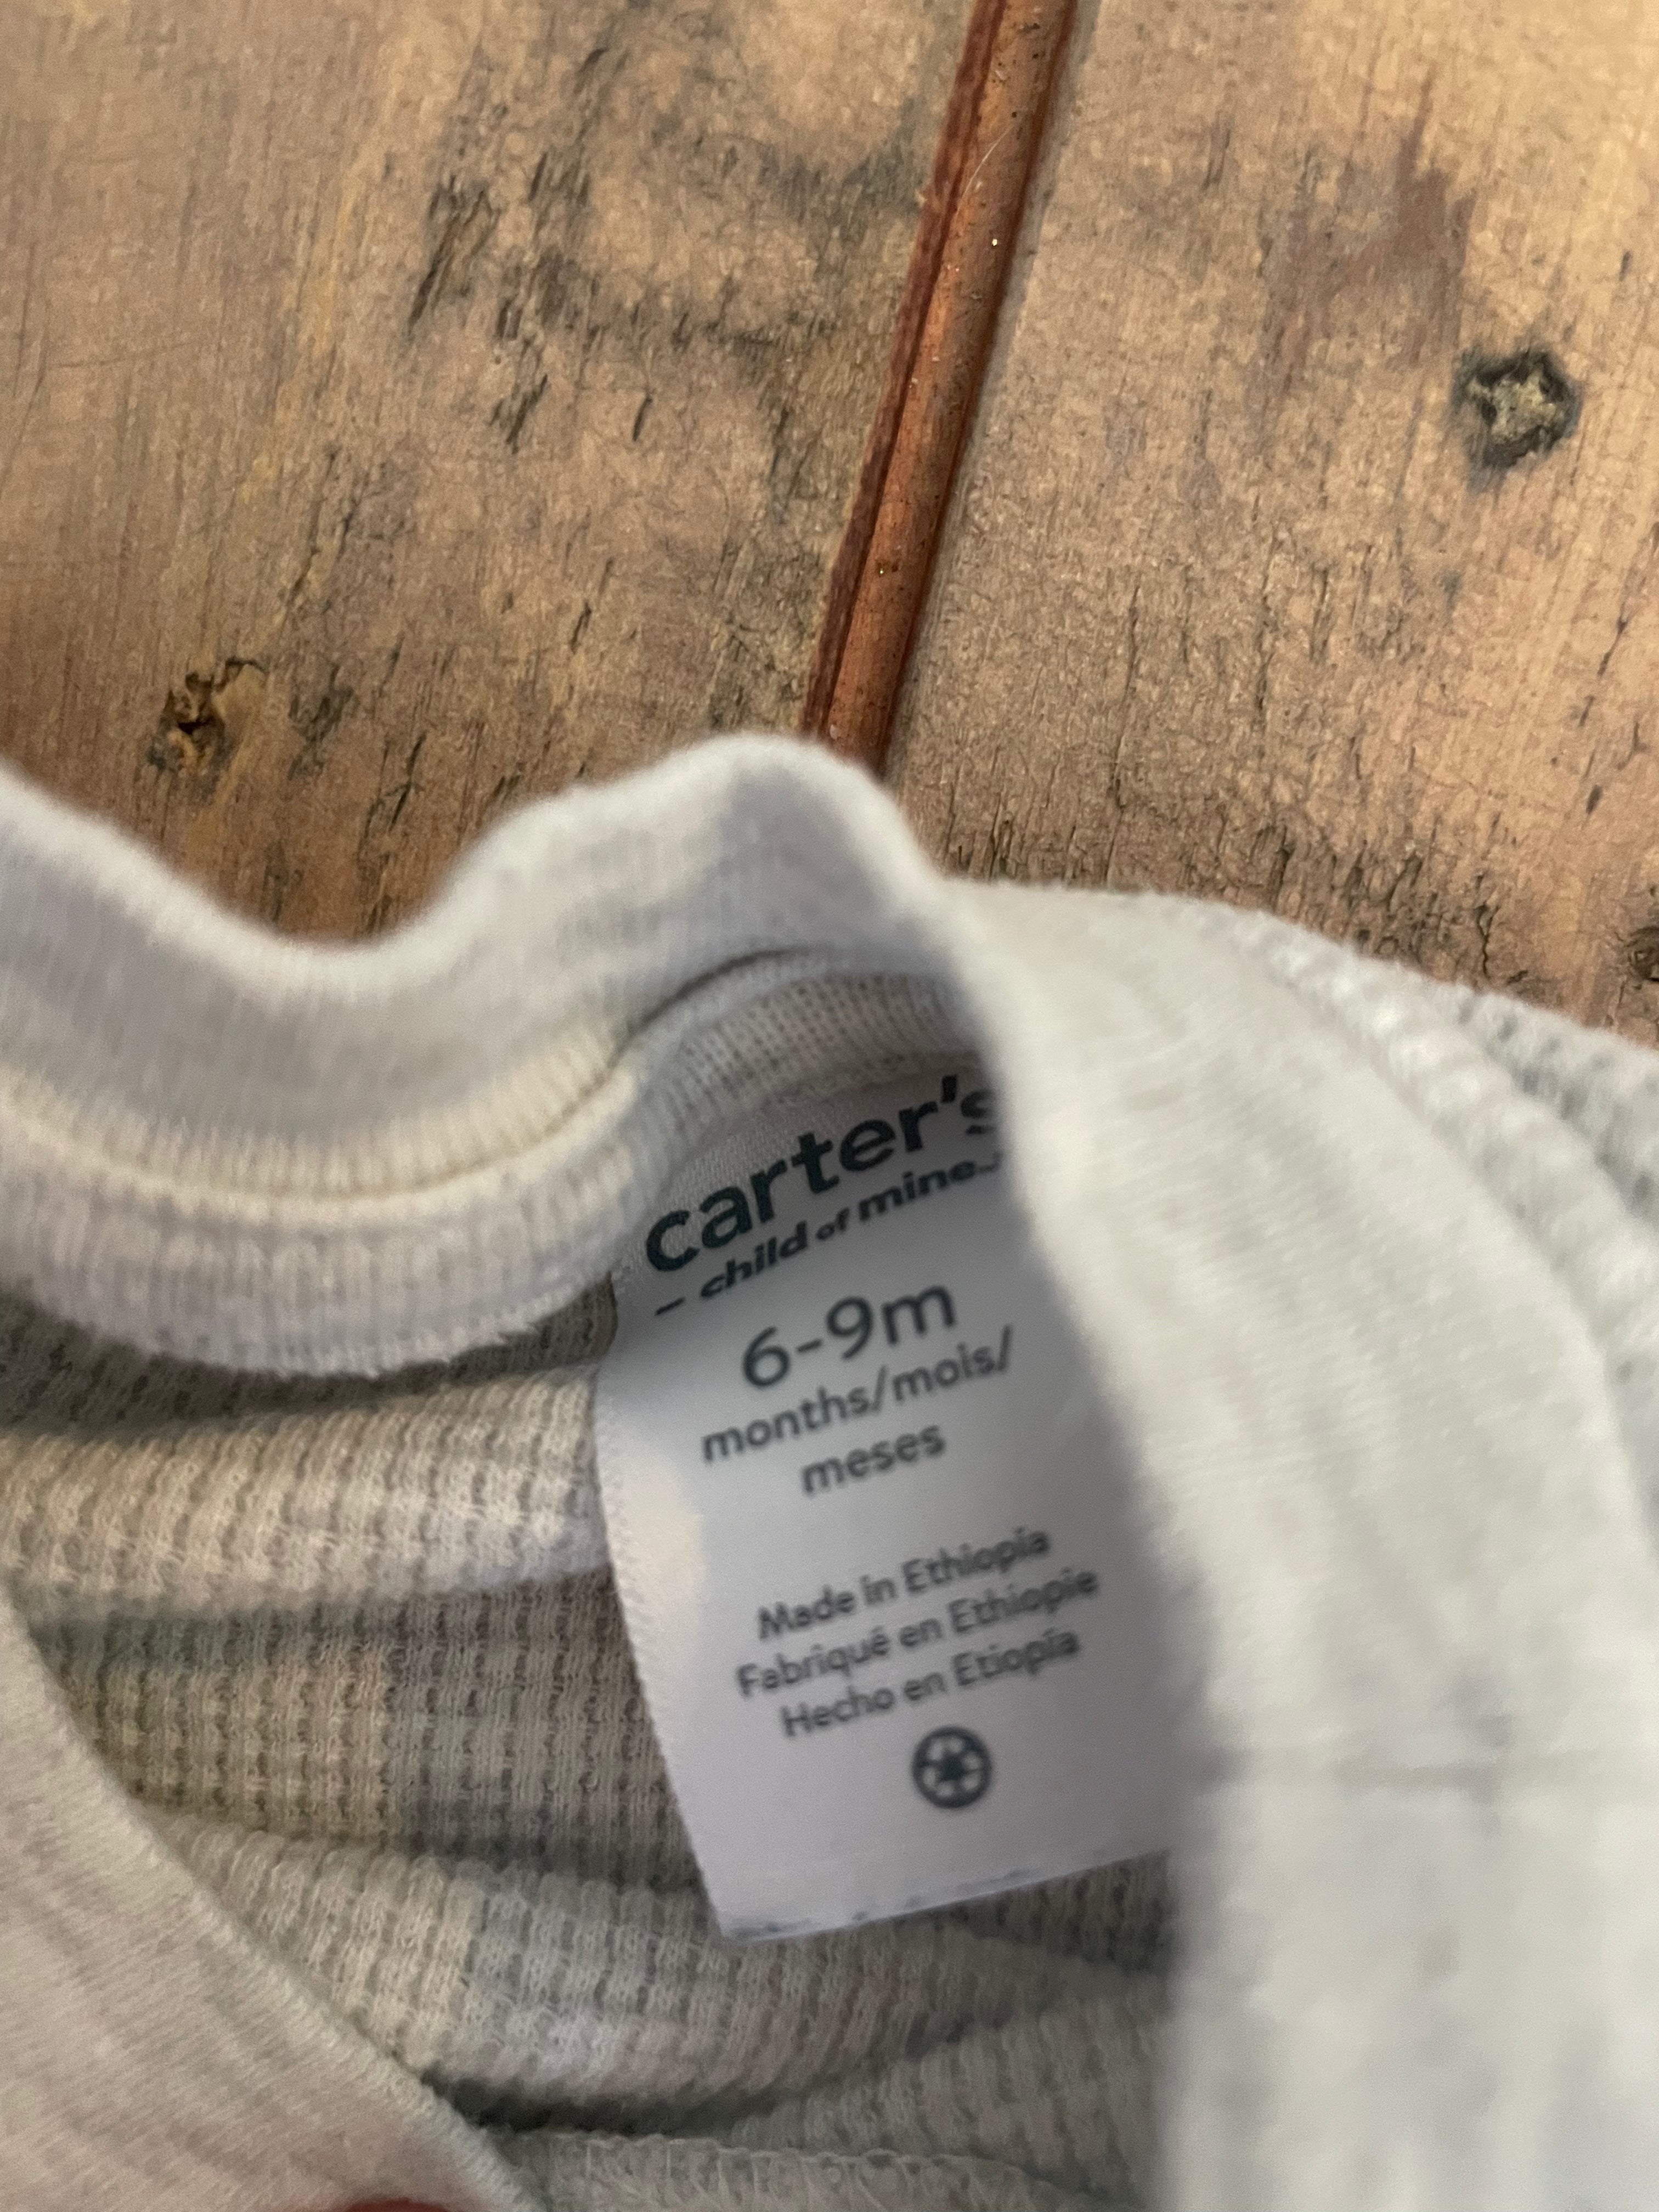 carter's
– child of mine
6-9m
months/mois/
meses
Made in Ethiopia
Fabriqué en Ethiopie
Hecho en Etiopía